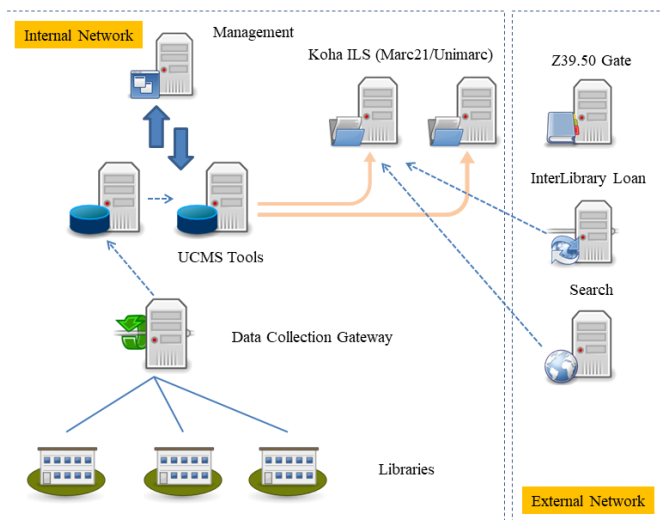 Internal Network
Management
Koha ILS (Marc21/Unimarc)
Z39.50 Gate
InterLibrary Loan
UCMS Tools
Search
Data Collection Gateway
Libraries
External Network